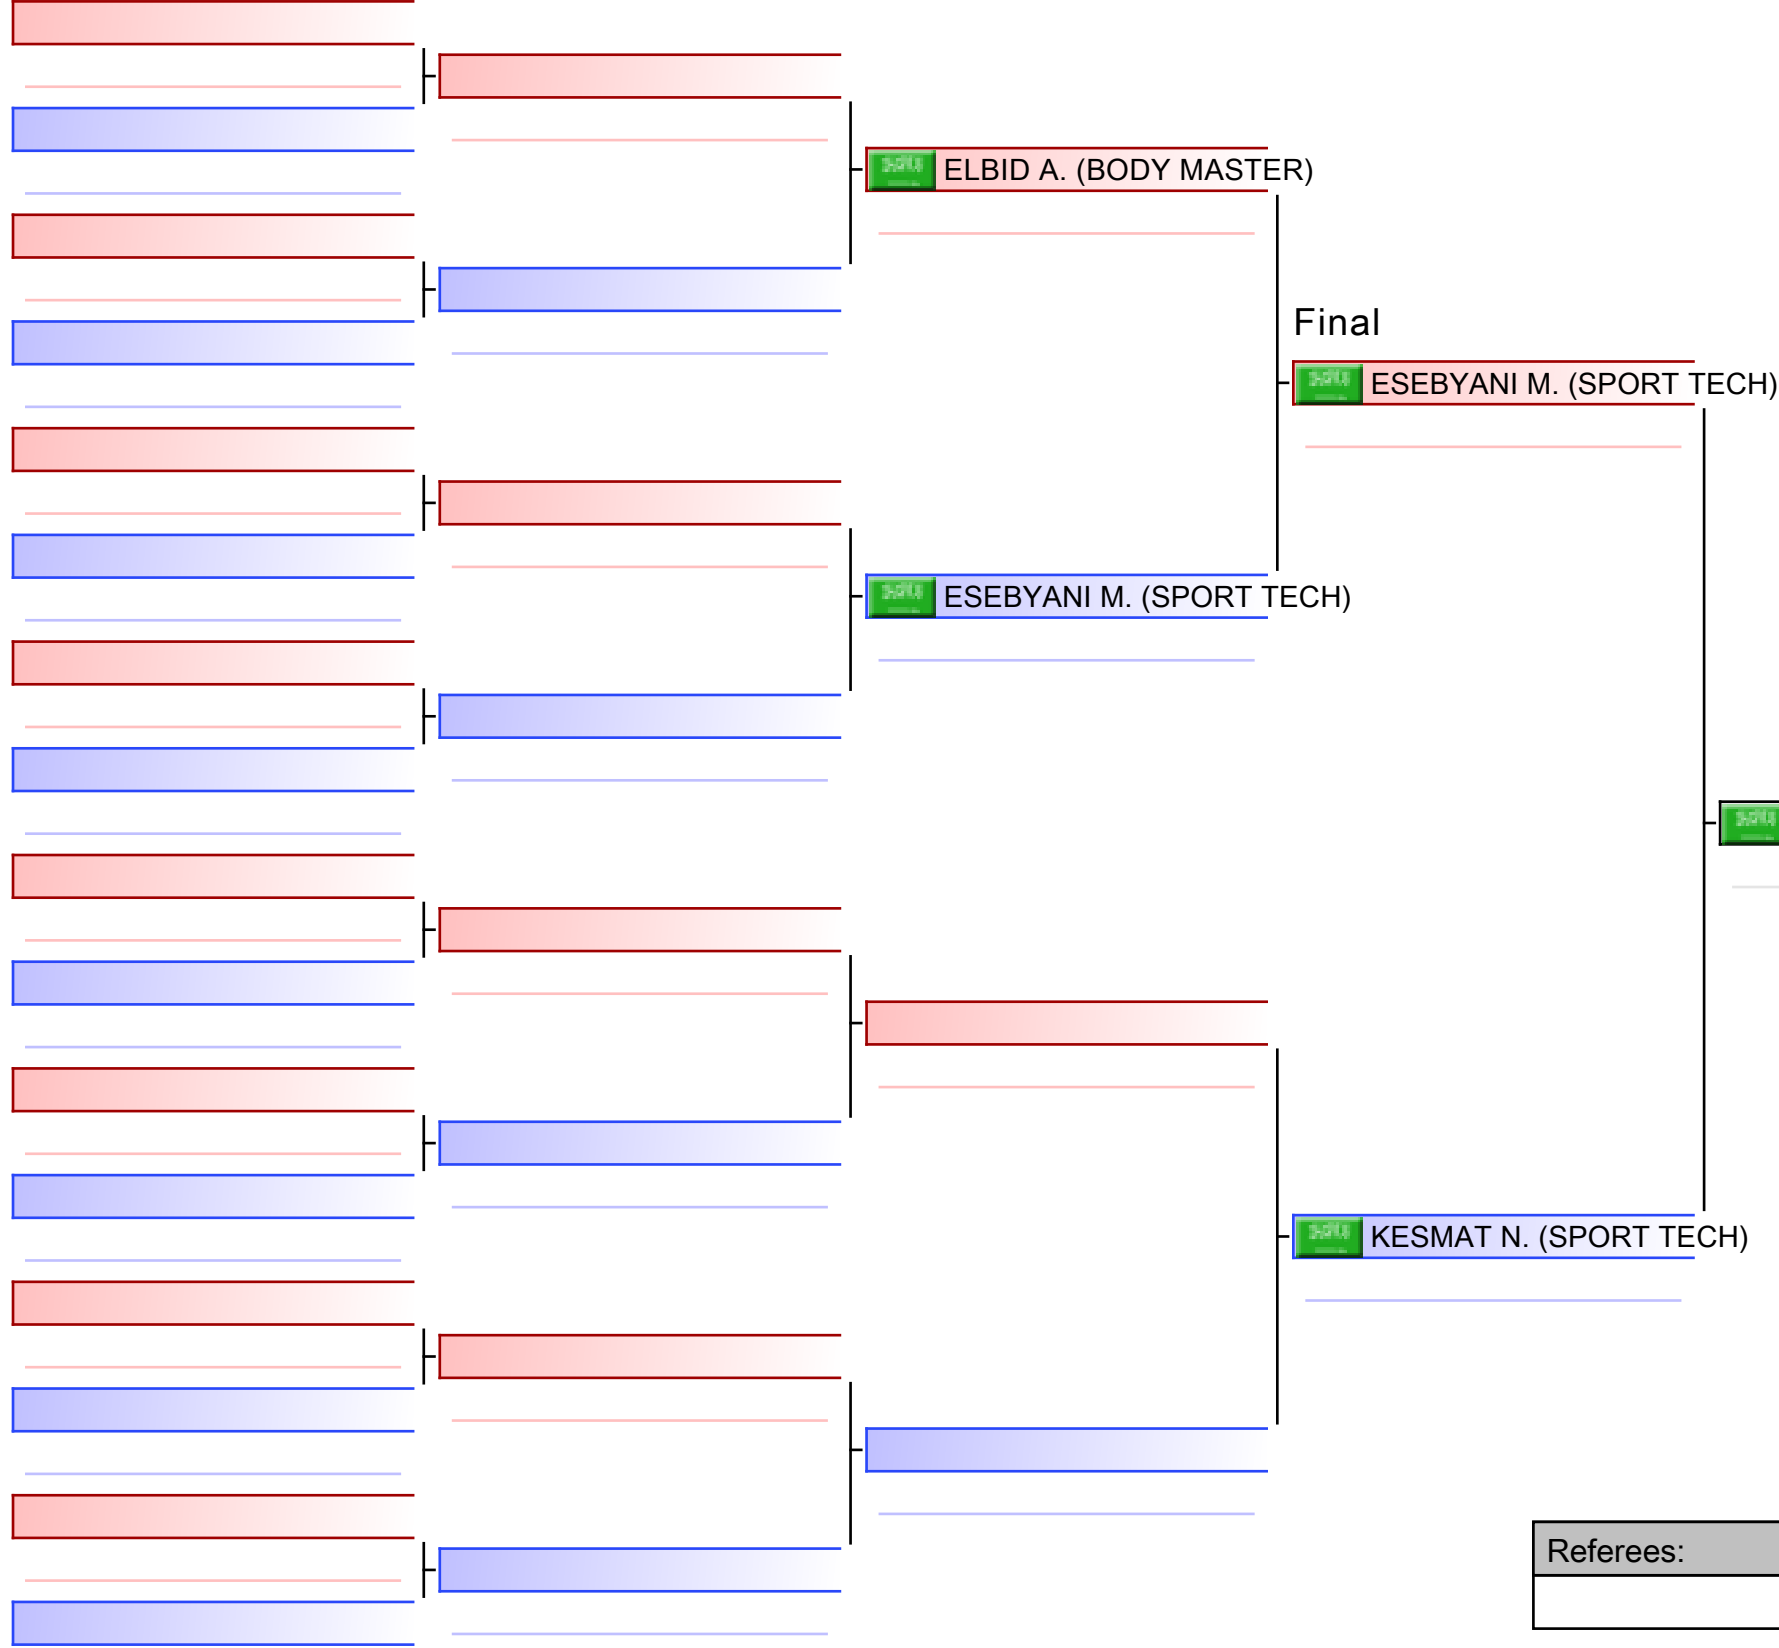 ELBID A. (BODY MASTER)
Final
ESEBYANI M. (SPORT TECH)
ESEBYANI M. (SPORT TECH)
KESMAT N. (SPORT TECH)
Referees: